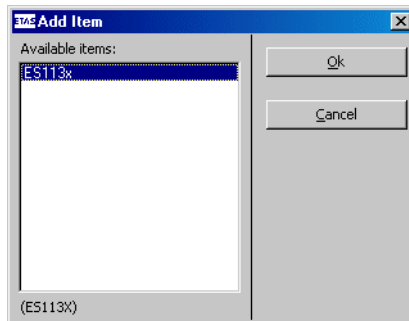 ETAS Add Item
Available items:
ES113x
Ok
Cancel
(ES113X)